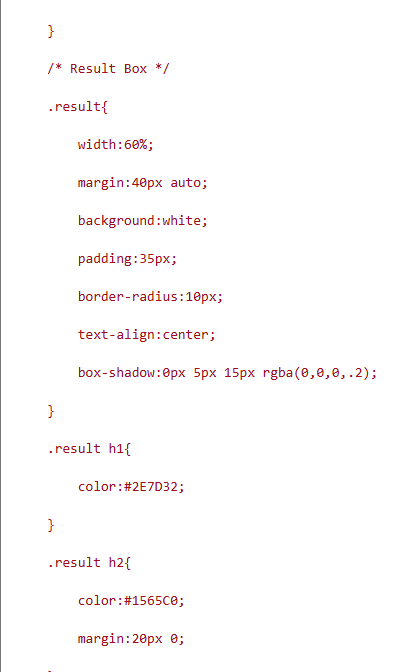 }
/* Result Box */
.result{
width:60%;
margin:40px auto;
background:white;
padding:35px;
border-radius:10px;
text-align:center;
box-shadow:0px 5px 15px rgba(0,0,0,.2);
}
.result h1{
color:#2E7D32;
}
.result h2{
color:#1565C0;
margin:20px 0;